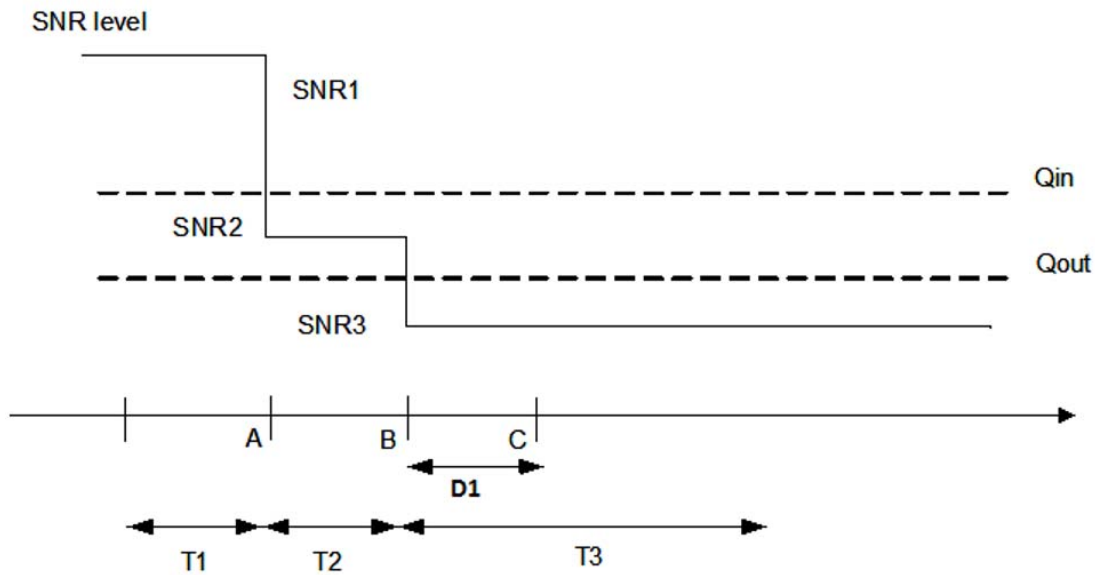 SNR level
SNR1
Qin
SNR2
Qout
SNR3
A
B
C
D1
T1
T2
T3